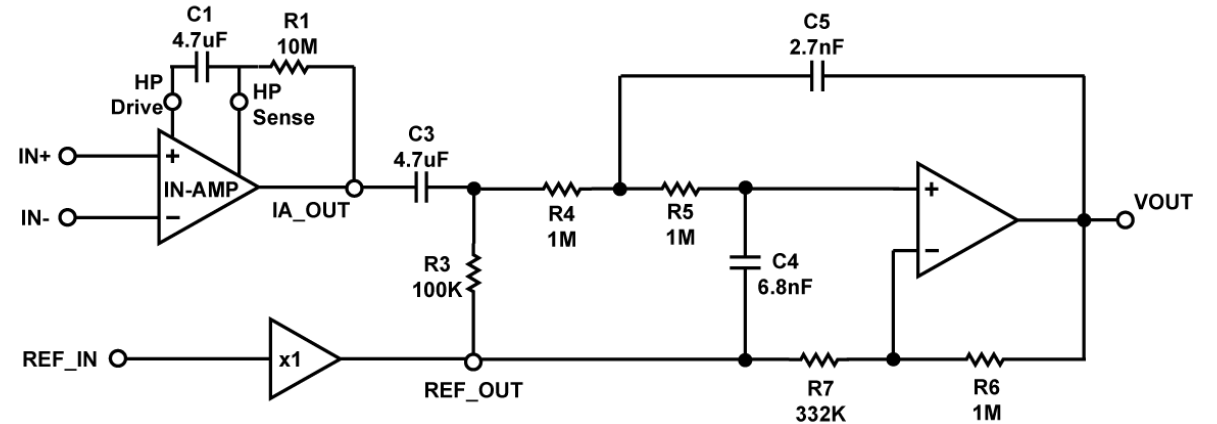 C1
4.7uF
R1
10M
C5
2.7nF
HP
Drive
HP
Sense
C3
4.7uF
IN+
+
IN-AMP
IN-
−
IA_OUT
R4
1M
R5
1M
+
−
VOUT
R3
100K
C4
6.8nF
REF_IN
x1
REF_OUT
R7
332K
R6
1M